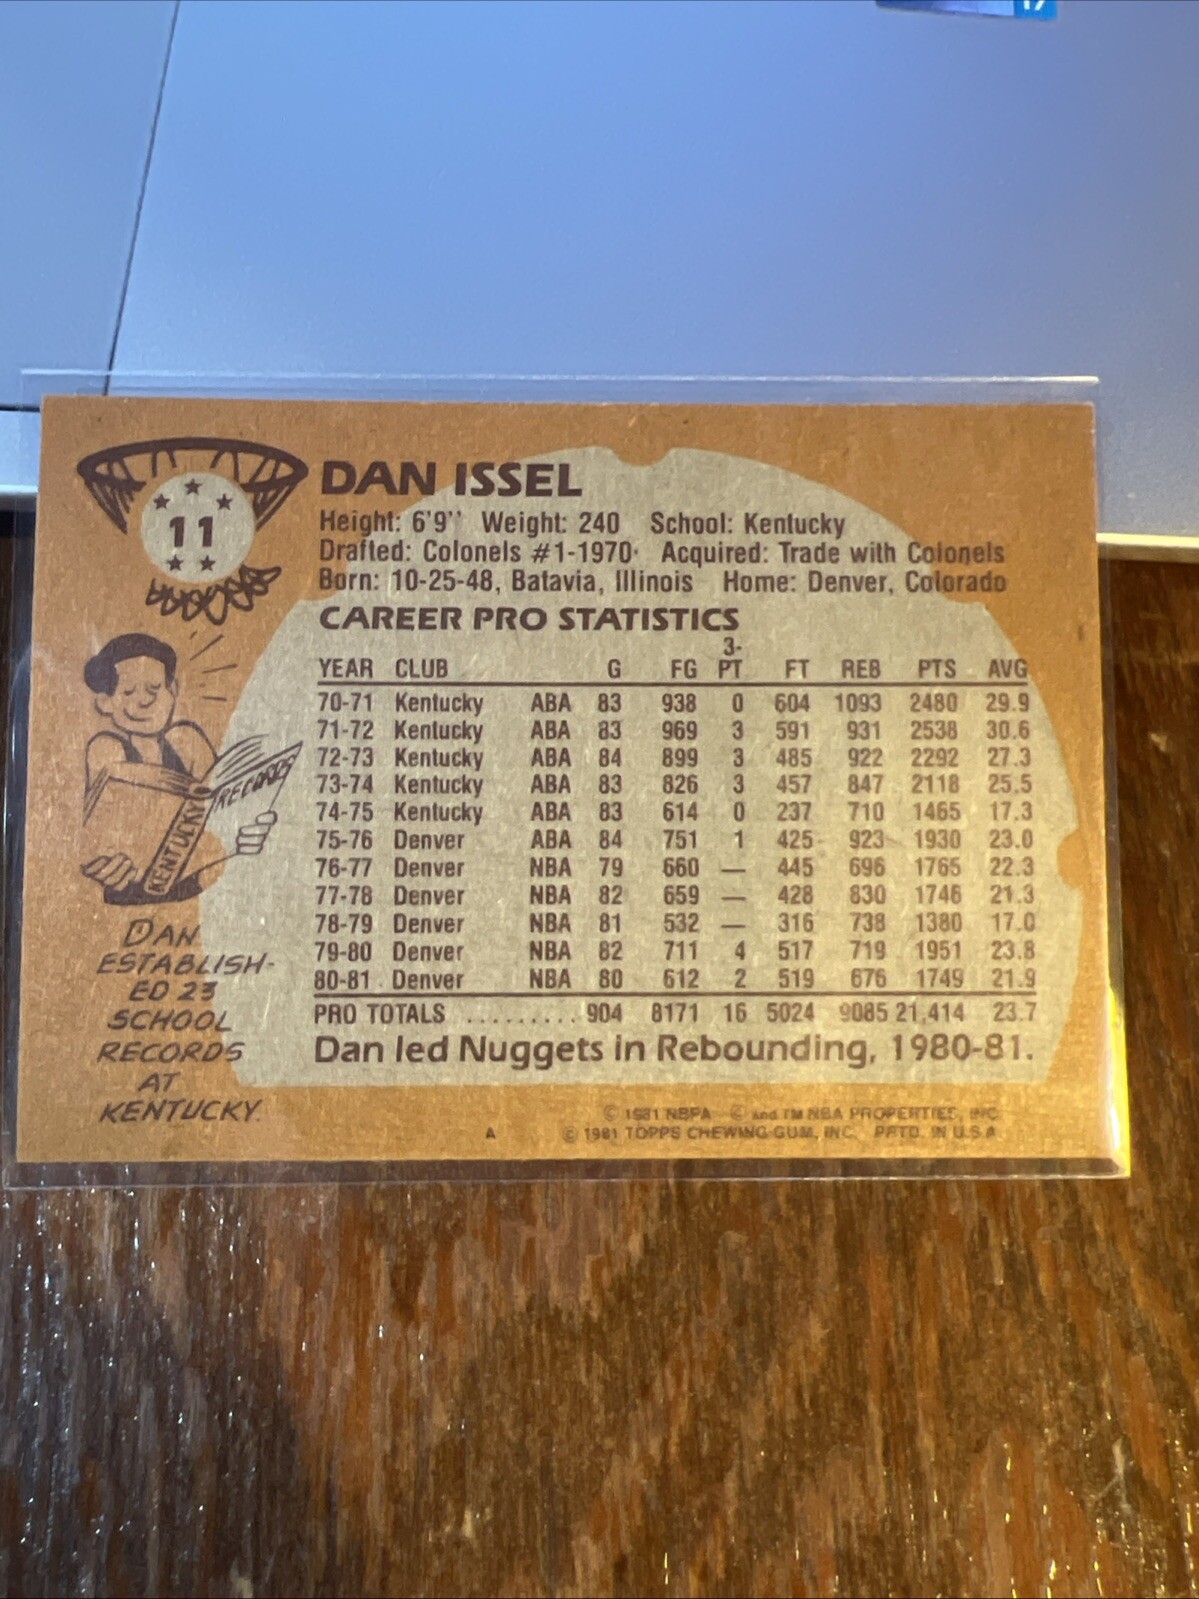 17
11
DAN ISSEL
Height: 6'9'' Weight: 240 School: Kentucky
Drafted: Colonels #1-1970 Acquired: Trade with Colonels
Born: 10-25-48, Batavia, Illinois Home: Denver, Colorado
CAREER PRO STATISTICS
YEAR CLUB G FG 3-PT FT REB PTS AVG
70-71 Kentucky ABA 83 938 0 604 1093 2480 29.9
71-72 Kentucky ABA 83 969 3 591 931 2538 30.6
72-73 Kentucky ABA 84 899 3 485 922 2292 27.3
73-74 Kentucky ABA 83 826 3 457 847 2118 25.5
74-75 Kentucky ABA 83 614 0 237 710 1465 17.3
75-76 Denver ABA 84 751 1 425 923 1930 23.0
76-77 Denver NBA 79 660 — 445 696 1765 22.3
77-78 Denver NBA 82 659 — 428 830 1746 21.3
78-79 Denver NBA 81 532 — 316 738 1380 17.0
79-80 Denver NBA 82 711 4 517 719 1951 23.8
80-81 Denver NBA 80 612 2 519 676 1749 21.9
PRO TOTALS ......... 904 8171 16 5024 9085 21,414 23.7
Dan led Nuggets in Rebounding, 1980-81.
KENTUCKY
RECORDS
DAN
ESTABLISH-
ED 23
SCHOOL
RECORDS
AT
KENTUCKY.
© 1981 NBPA © and TM NBA PROPERTIES, INC.
A © 1981 TOPPS CHEWING GUM, INC. PRTD. IN U.S.A.